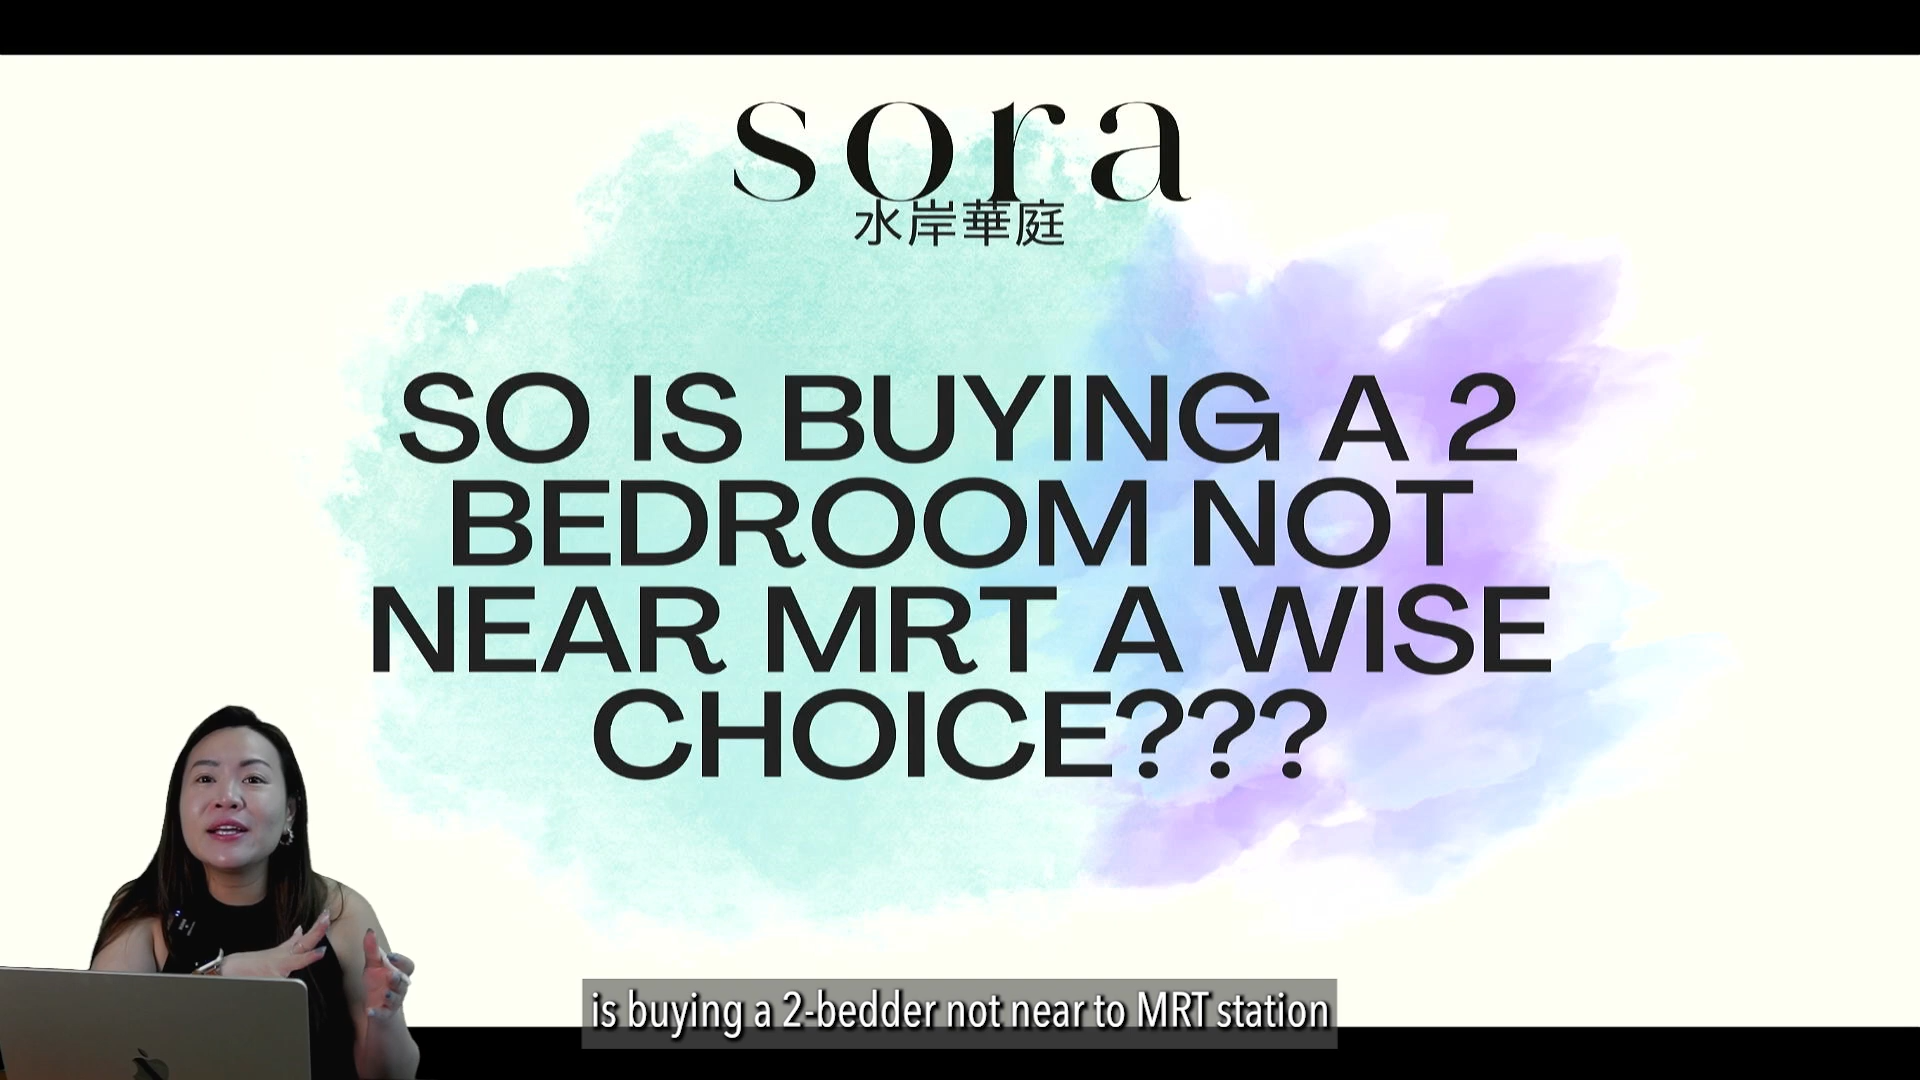 sora
水岸華庭
SO IS BUYING A 2
BEDROOM NOT
NEAR MRT A WISE
CHOICE???
is buying a 2-bedder not near to MRT station